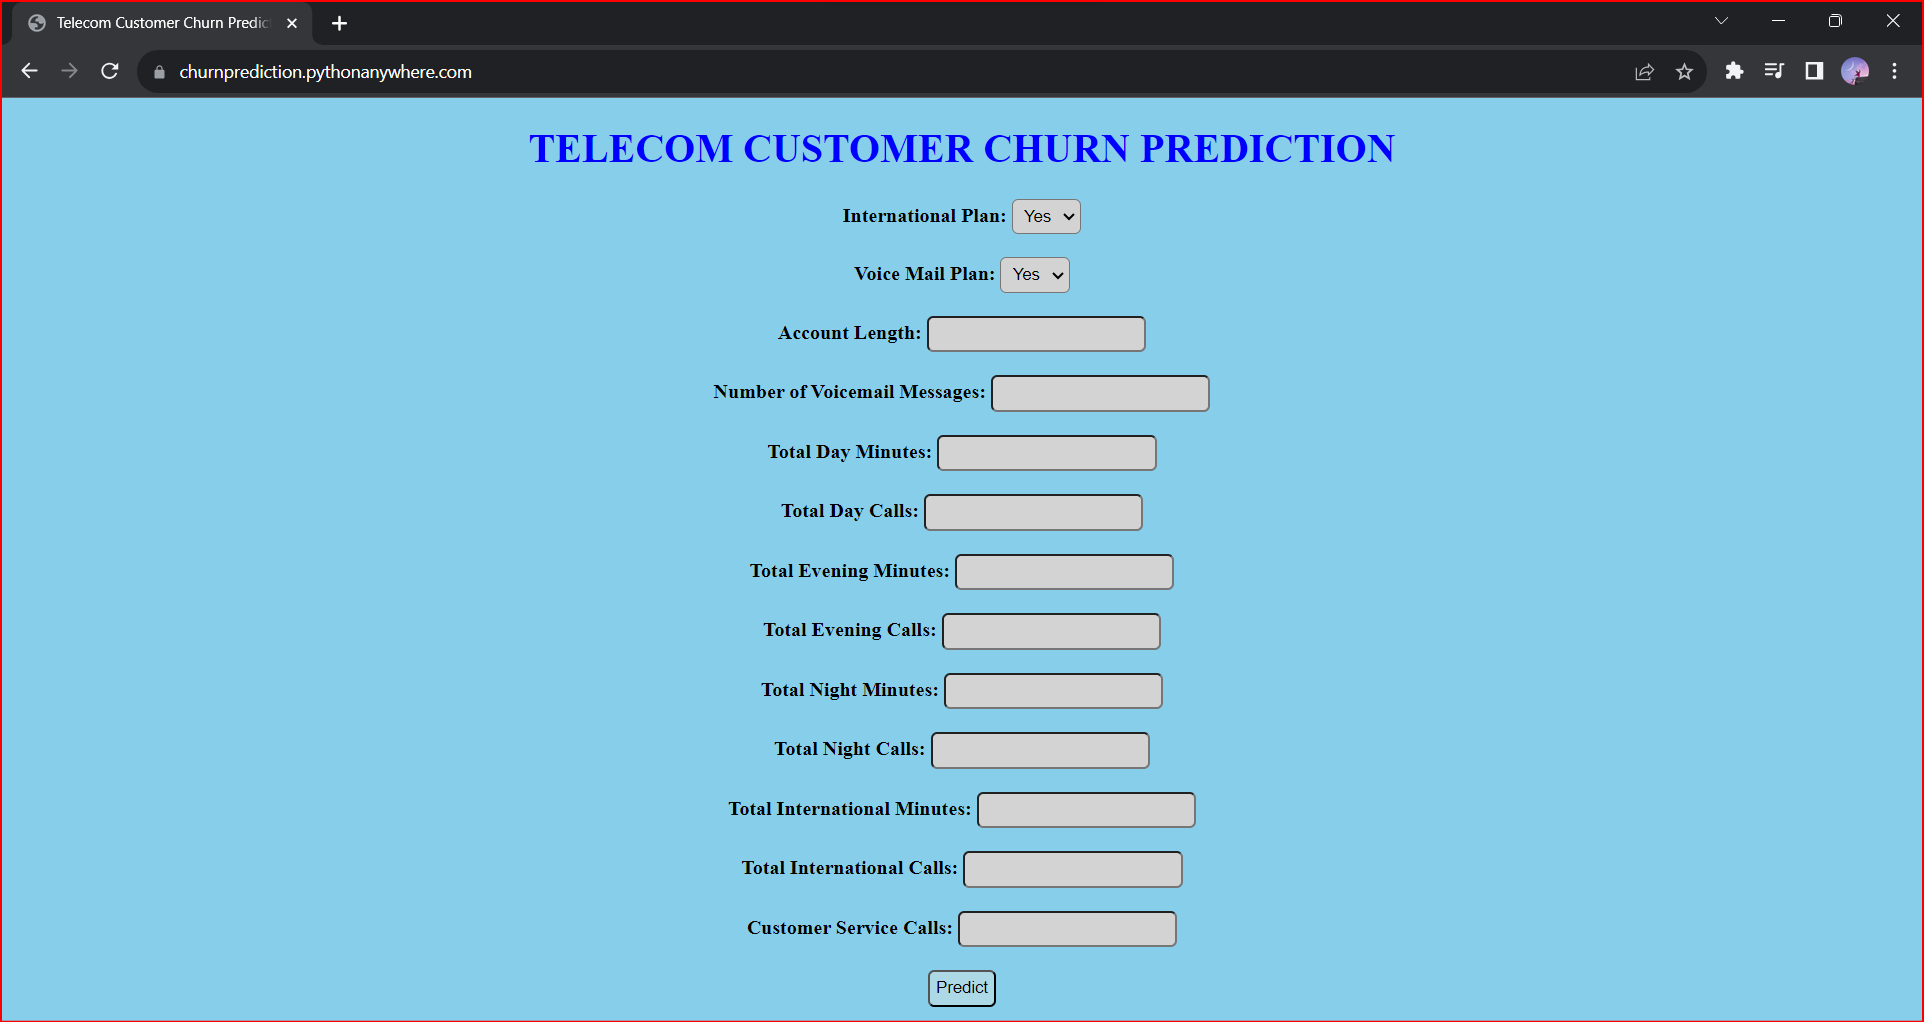 Telecom Customer Churn Predic
churnprediction.pythonanywhere.com
TELECOM CUSTOMER CHURN PREDICTION
International Plan: Yes
Voice Mail Plan: Yes
Account Length:
Number of Voicemail Messages:
Total Day Minutes:
Total Day Calls:
Total Evening Minutes:
Total Evening Calls:
Total Night Minutes:
Total Night Calls:
Total International Minutes:
Total International Calls:
Customer Service Calls:
Predict